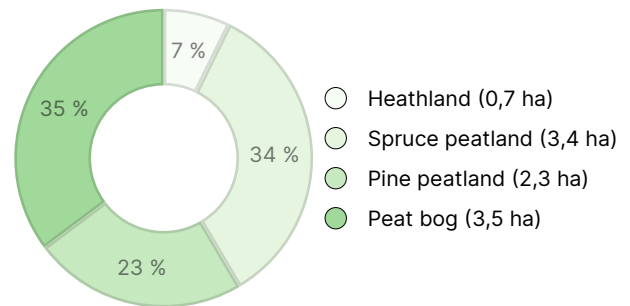 7 %
35 %
34 %
23 %
Heathland (0,7 ha)
Spruce peatland (3,4 ha)
Pine peatland (2,3 ha)
Peat bog (3,5 ha)